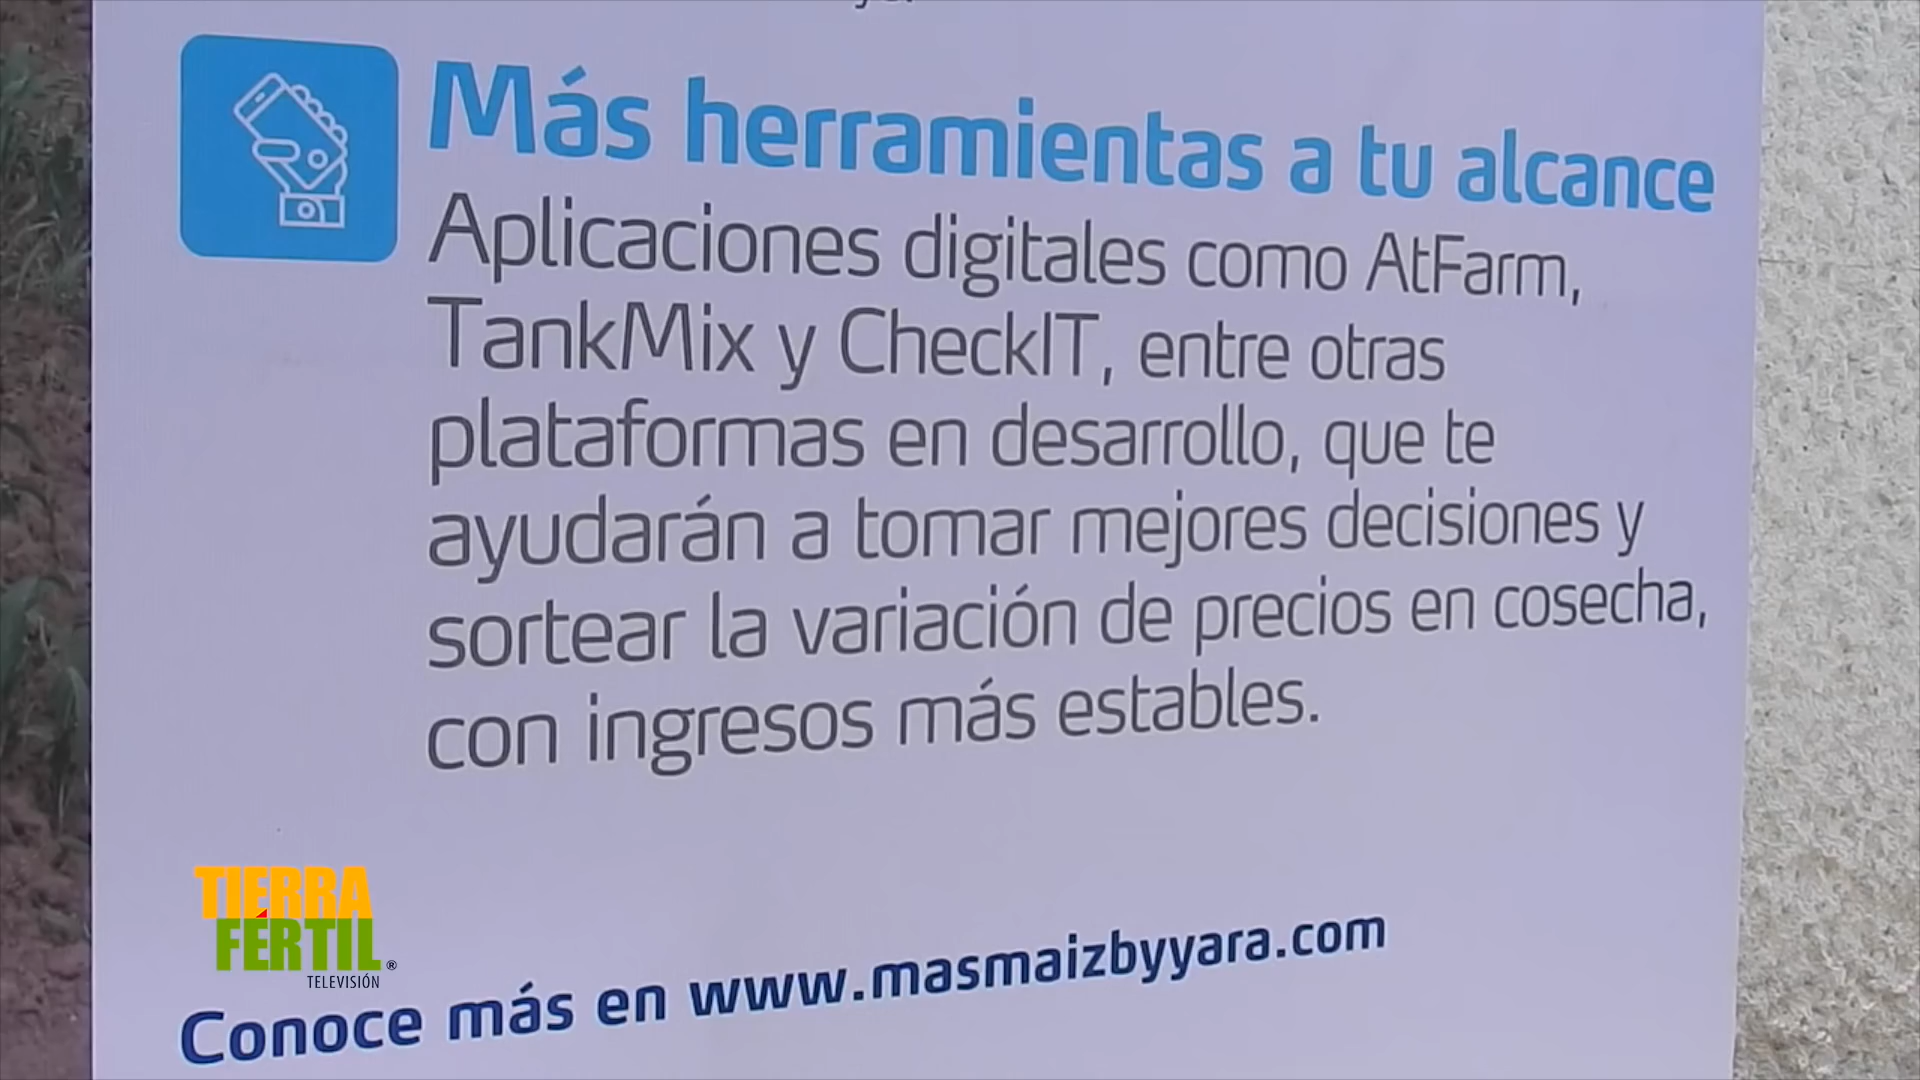 Más herramientas a tu alcance
Aplicaciones digitales como AtFarm,
TankMix y CheckIT, entre otras
plataformas en desarrollo, que te
ayudarán a tomar mejores decisiones y
sortear la variación de precios en cosecha,
con ingresos más estables.
TIERRA
FÉRTIL®
TELEVISIÓN
Conoce más en www.masmaizbyyara.com